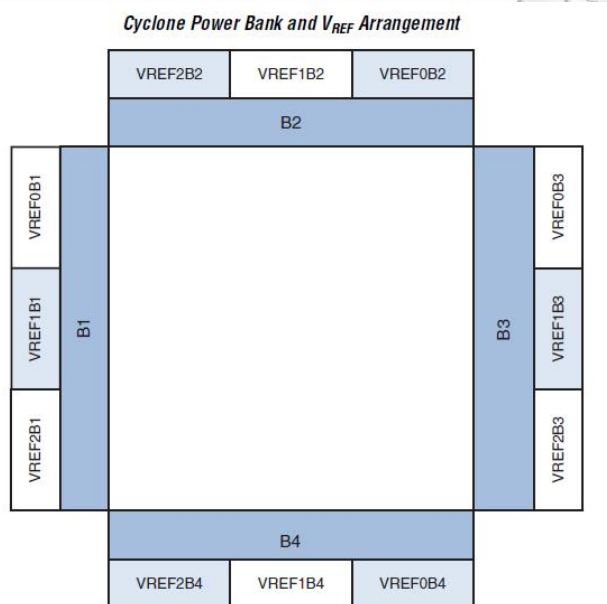 Cyclone Power Bank and VREF Arrangement
VREF2B2 VREF1B2 VREF0B2
B2
VREF0B1
VREF1B1
VREF2B1
B1
B3
VREF0B3
VREF1B3
VREF2B3
B4
VREF2B4 VREF1B4 VREF0B4